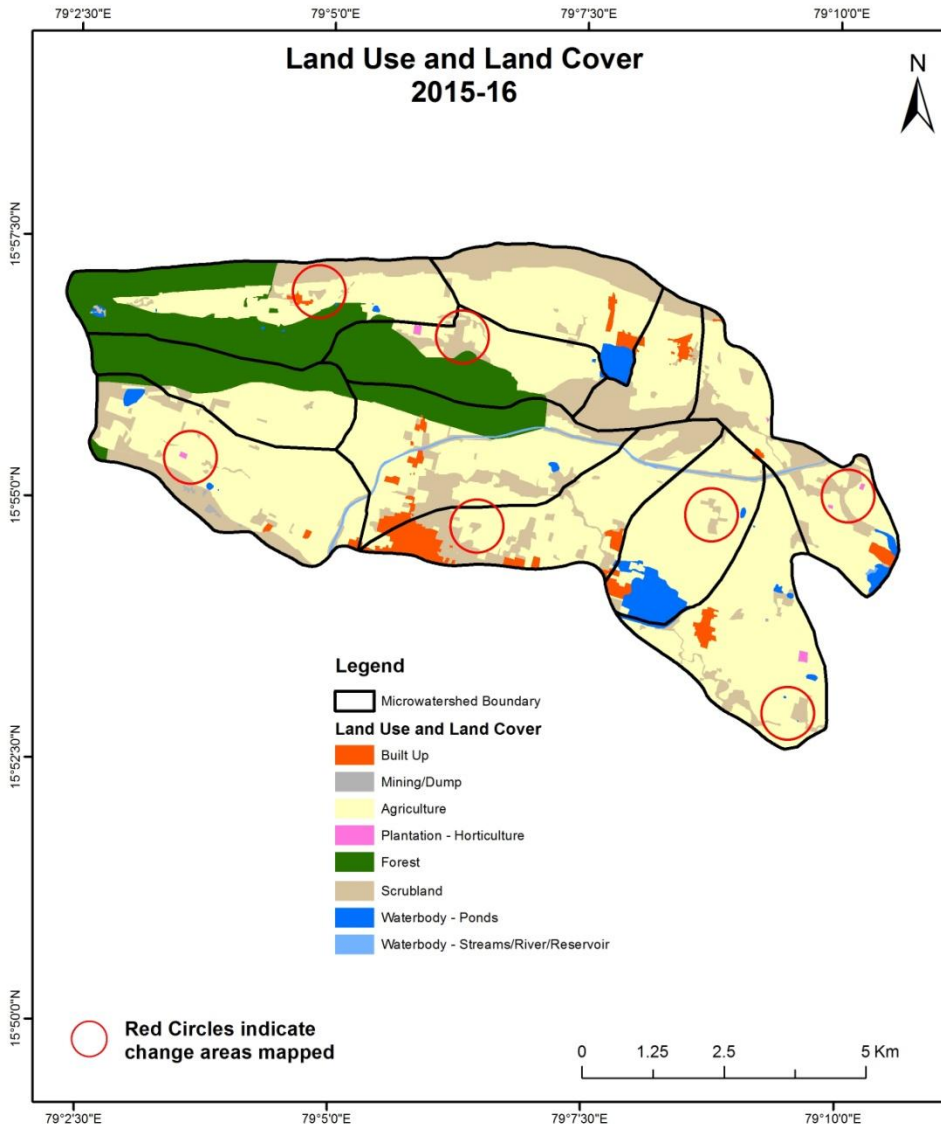 79°2'30"E 79°5'0"E 79°7'30"E 79°10'0"E
Land Use and Land Cover
2015-16
N
15°57'30"N
15°55'0"N
15°52'30"N
15°50'0"N
Legend
Microwatershed Boundary
Land Use and Land Cover
Built Up
Mining/Dump
Agriculture
Plantation - Horticulture
Forest
Scrubland
Waterbody - Ponds
Waterbody - Streams/River/Reservoir
Red Circles indicate
change areas mapped
0 1.25 2.5 5 Km
79°2'30"E 79°5'0"E 79°7'30"E 79°10'0"E